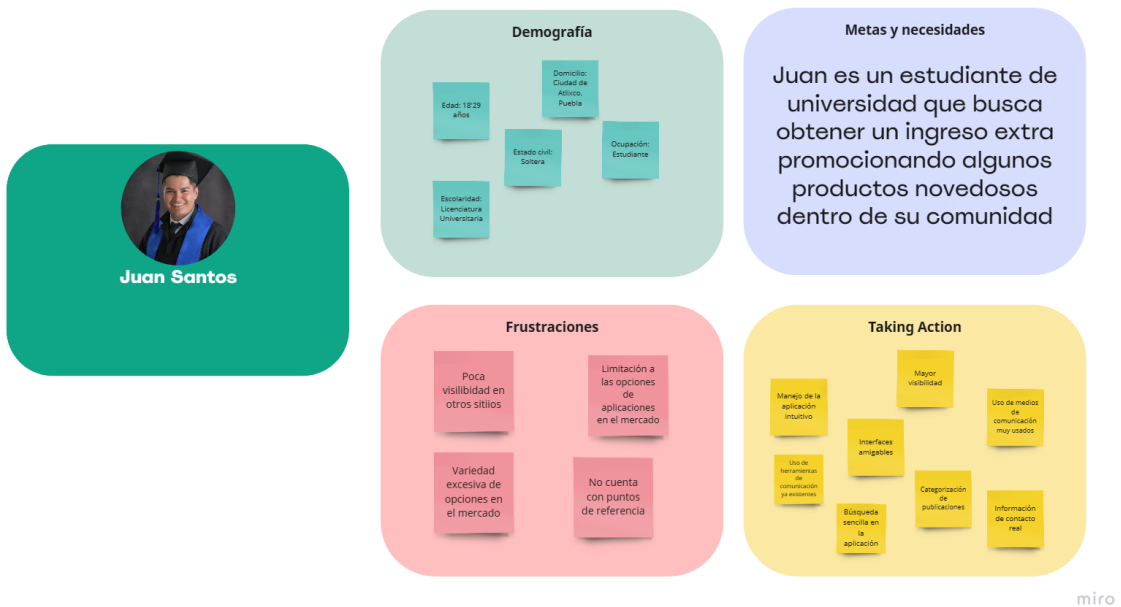 Juan Santos
Demografía
Edad: 18'29
años
Domicilio:
Ciudad de
Atlixco,
Puebla
Estado civil:
Soltera
Ocupación:
Estudiante
Escolaridad:
Licenciatura
Universitaria
Metas y necesidades
Juan es un estudiante de
universidad que busca
obtener un ingreso extra
promocionando algunos
productos novedosos
dentro de su comunidad
Frustraciones
Poca
visilibidad en
otros sitiios
Limitación a
las opciones
de
aplicaciones
en el mercado
Variedad
excesiva de
opciones en
el mercado
No cuenta
con puntos
de referencia
Taking Action
Manejo de la
aplicación
intuitivo
Mayor
visibilidad
Uso de medios
de
comunicación
muy usados
Interfaces
amigables
Uso de
herramientas
de
comunicación
ya existentes
Categorización
de
publicaciones
Búsqueda
sencilla en
la
aplicación
Información
de contacto
real
miro